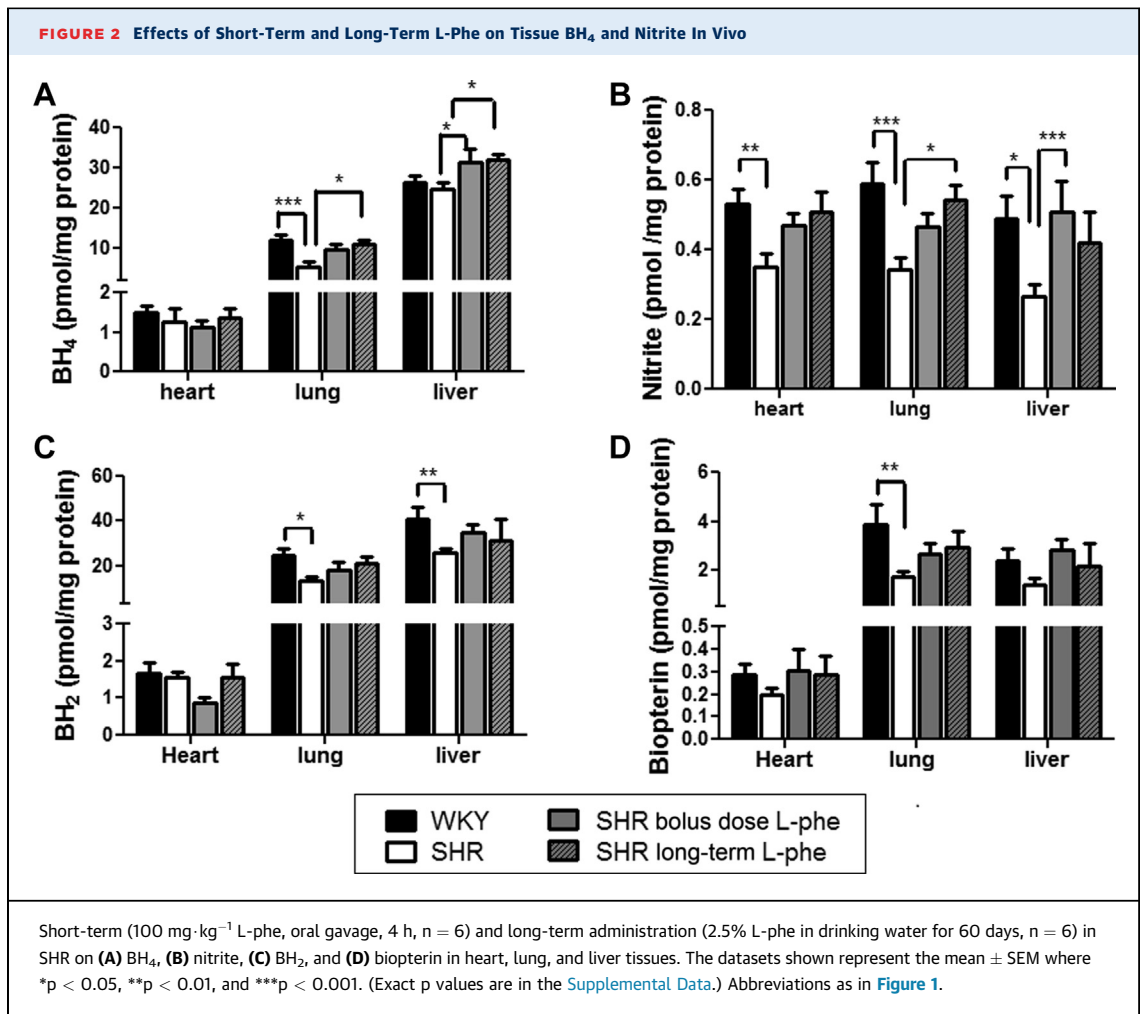 FIGURE 2 Effects of Short-Term and Long-Term L-Phe on Tissue BH₄ and Nitrite In Vivo
A
BH₄ (pmol/mg protein)
40
30
20
10
2
1
0
***
*
*
*
heart lung liver
B
Nitrite (pmol /mg protein)
0.8
0.6
0.4
0.2
0.0
**
***
*
*
***
heart lung liver
C
BH₂ (pmol/mg protein)
60
40
20
3
2
1
0
*
**
Heart lung liver
D
Biopterin (pmol/mg protein)
6
4
2
0.5
0.4
0.3
0.2
0.1
0.0
**
Heart lung liver
WKY
SHR
SHR bolus dose L-phe
SHR long-term L-phe
Short-term (100 mg·kg⁻¹ L-phe, oral gavage, 4 h, n = 6) and long-term administration (2.5% L-phe in drinking water for 60 days, n = 6) in
SHR on (A) BH₄, (B) nitrite, (C) BH₂, and (D) biopterin in heart, lung, and liver tissues. The datasets shown represent the mean ± SEM where
*p < 0.05, **p < 0.01, and ***p < 0.001. (Exact p values are in the Supplemental Data.) Abbreviations as in Figure 1.